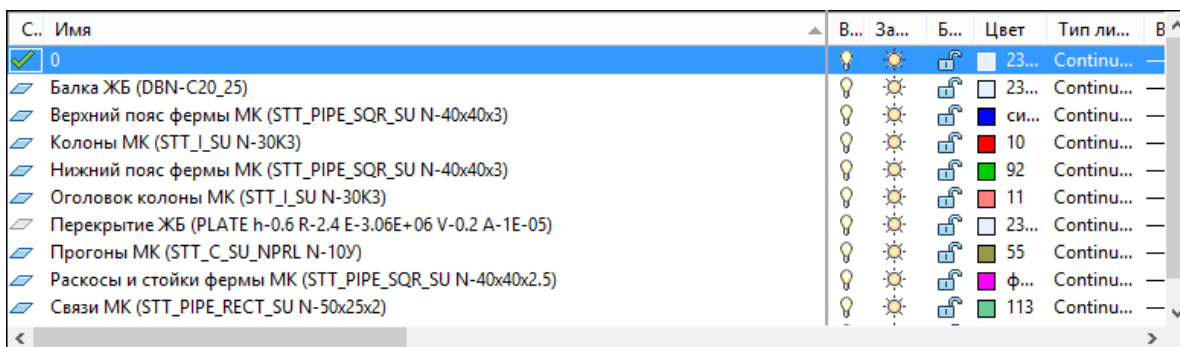 С.. Имя В... За... Б... Цвет Тип ли... В
0 23... Continu...
Балка ЖБ (DBN-C20_25) 23... Continu...
Верхний пояс фермы МК (STT_PIPE_SQR_SU N-40x40x3) си... Continu...
Колоны МК (STT_I_SU N-30K3) 10 Continu...
Нижний пояс фермы МК (STT_PIPE_SQR_SU N-40x40x3) 92 Continu...
Оголовок колоны МК (STT_I_SU N-30K3) 11 Continu...
Перекрытие ЖБ (PLATE h-0.6 R-2.4 E-3.06E+06 V-0.2 A-1E-05) 23... Continu...
Прогоны МК (STT_C_SU_NPRL N-10У) 55 Continu...
Раскосы и стойки фермы МК (STT_PIPE_SQR_SU N-40x40x2.5) ф... Continu...
Связи МК (STT_PIPE_RECT_SU N-50x25x2) 113 Continu...